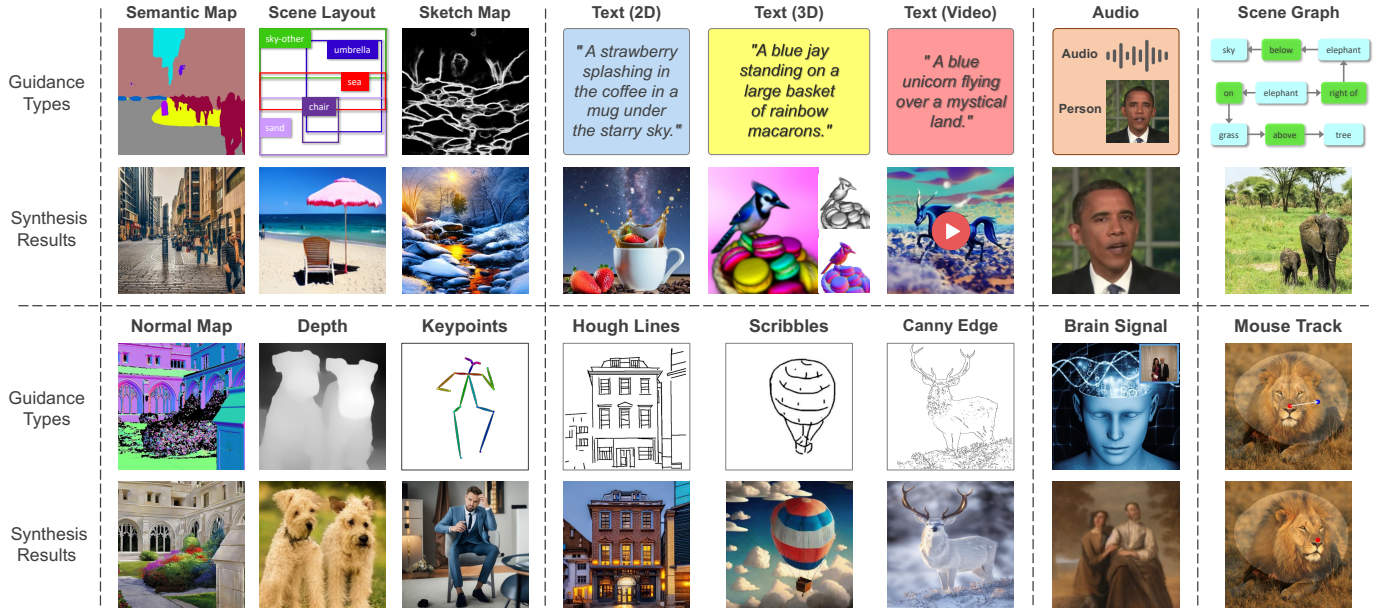 Semantic Map
Scene Layout
Sketch Map
Text (2D)
Text (3D)
Text (Video)
Audio
Scene Graph
Guidance
Types
sky-other
umbrella
sea
chair
sand
" A strawberry
splashing in
the coffee in a
mug under
the starry sky."
"A blue jay
standing on a
large basket
of rainbow
macarons."
" A blue
unicorn flying
over a mystical
land."
Audio
Person
sky
below
elephant
on
elephant
right of
grass
above
tree
Synthesis
Results
Normal Map
Depth
Keypoints
Hough Lines
Scribbles
Canny Edge
Brain Signal
Mouse Track
Guidance
Types
Synthesis
Results